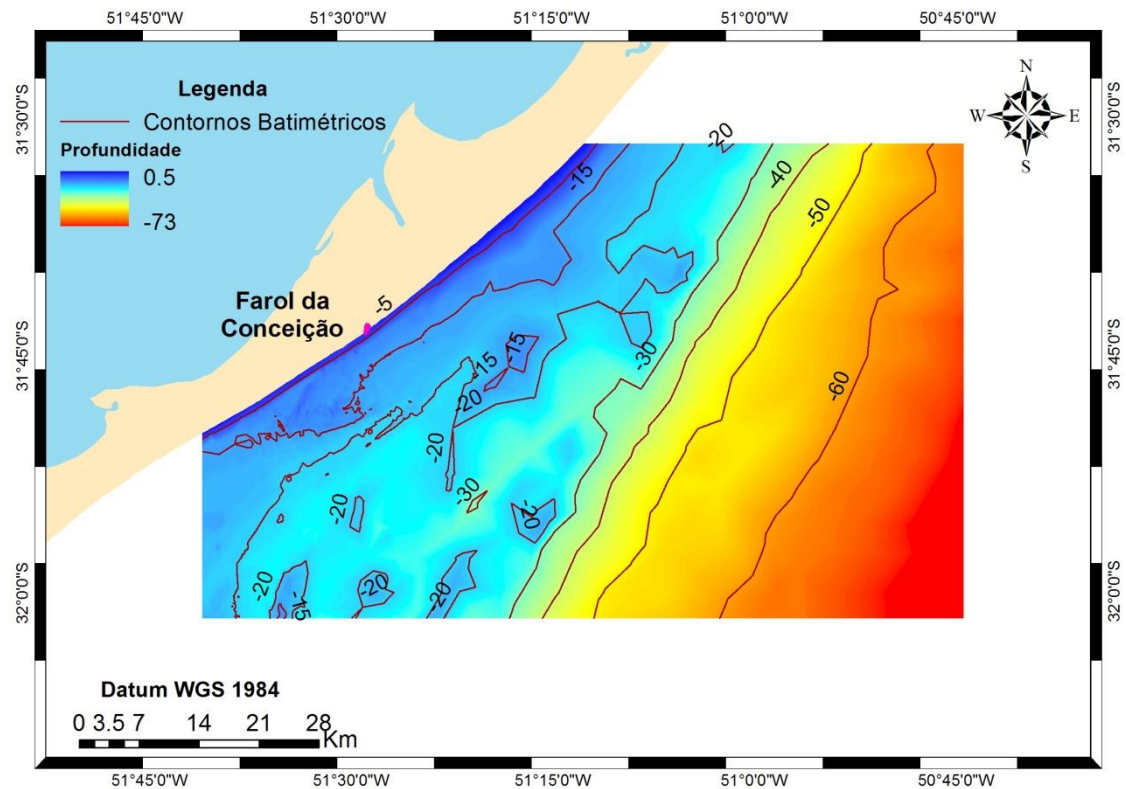 51°45'0"W 51°30'0"W 51°15'0"W 51°0'0"W 50°45'0"W
31°30'0"S
31°45'0"S
32°0'0"S
Legenda
Contornos Batimétricos
Profundidade
0.5
-73
N
W E
S
31°30'0"S
31°45'0"S
32°0'0"S
-20
-15
-40
-50
-5
Farol da
Conceição
-15
-15
-30
-60
-20
-20
-30
-20
-20
-20
-15
-20
-20
Datum WGS 1984
0 3.5 7 14 21 28
Km
51°45'0"W 51°30'0"W 51°15'0"W 51°0'0"W 50°45'0"W